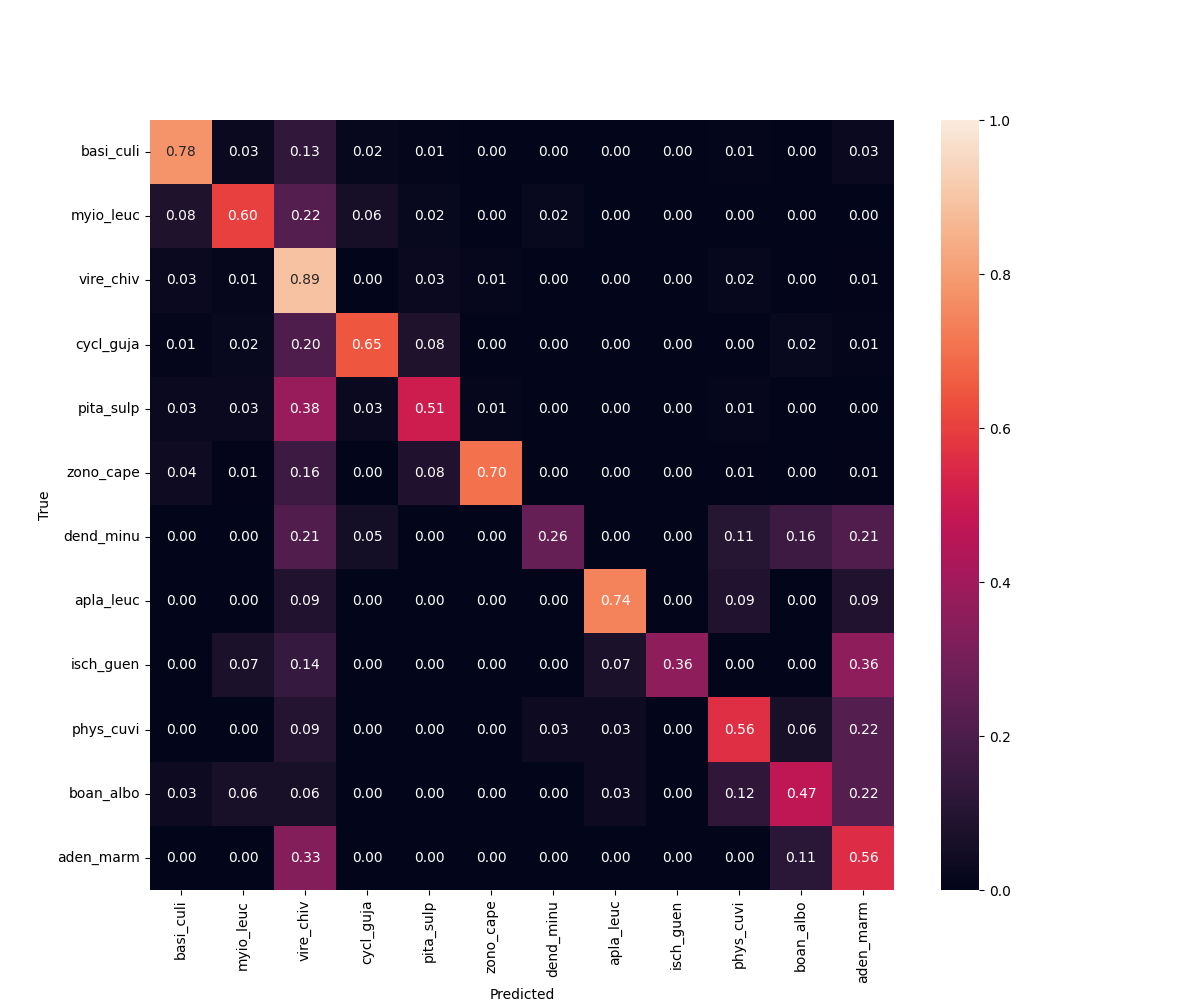 basi_culi 0.78 0.03 0.13 0.02 0.01 0.00 0.00 0.00 0.00 0.01 0.00 0.03
myio_leuc 0.08 0.60 0.22 0.06 0.02 0.00 0.02 0.00 0.00 0.00 0.00 0.00
vire_chiv 0.03 0.01 0.89 0.00 0.03 0.01 0.00 0.00 0.00 0.02 0.00 0.01
cycl_guja 0.01 0.02 0.20 0.65 0.08 0.00 0.00 0.00 0.00 0.00 0.02 0.01
pita_sulp 0.03 0.03 0.38 0.03 0.51 0.01 0.00 0.00 0.00 0.01 0.00 0.00
zono_cape 0.04 0.01 0.16 0.00 0.08 0.70 0.00 0.00 0.00 0.01 0.00 0.01
dend_minu 0.00 0.00 0.21 0.05 0.00 0.00 0.26 0.00 0.00 0.11 0.16 0.21
apla_leuc 0.00 0.00 0.09 0.00 0.00 0.00 0.00 0.74 0.00 0.09 0.00 0.09
isch_guen 0.00 0.07 0.14 0.00 0.00 0.00 0.00 0.07 0.36 0.00 0.00 0.36
phys_cuvi 0.00 0.00 0.09 0.00 0.00 0.00 0.03 0.03 0.00 0.56 0.06 0.22
boan_albo 0.03 0.06 0.06 0.00 0.00 0.00 0.00 0.03 0.00 0.12 0.47 0.22
aden_marm 0.00 0.00 0.33 0.00 0.00 0.00 0.00 0.00 0.00 0.00 0.11 0.56
True
basi_culi myio_leuc vire_chiv cycl_guja pita_sulp zono_cape dend_minu apla_leuc isch_guen phys_cuvi boan_albo aden_marm
Predicted
1.0
0.8
0.6
0.4
0.2
0.0